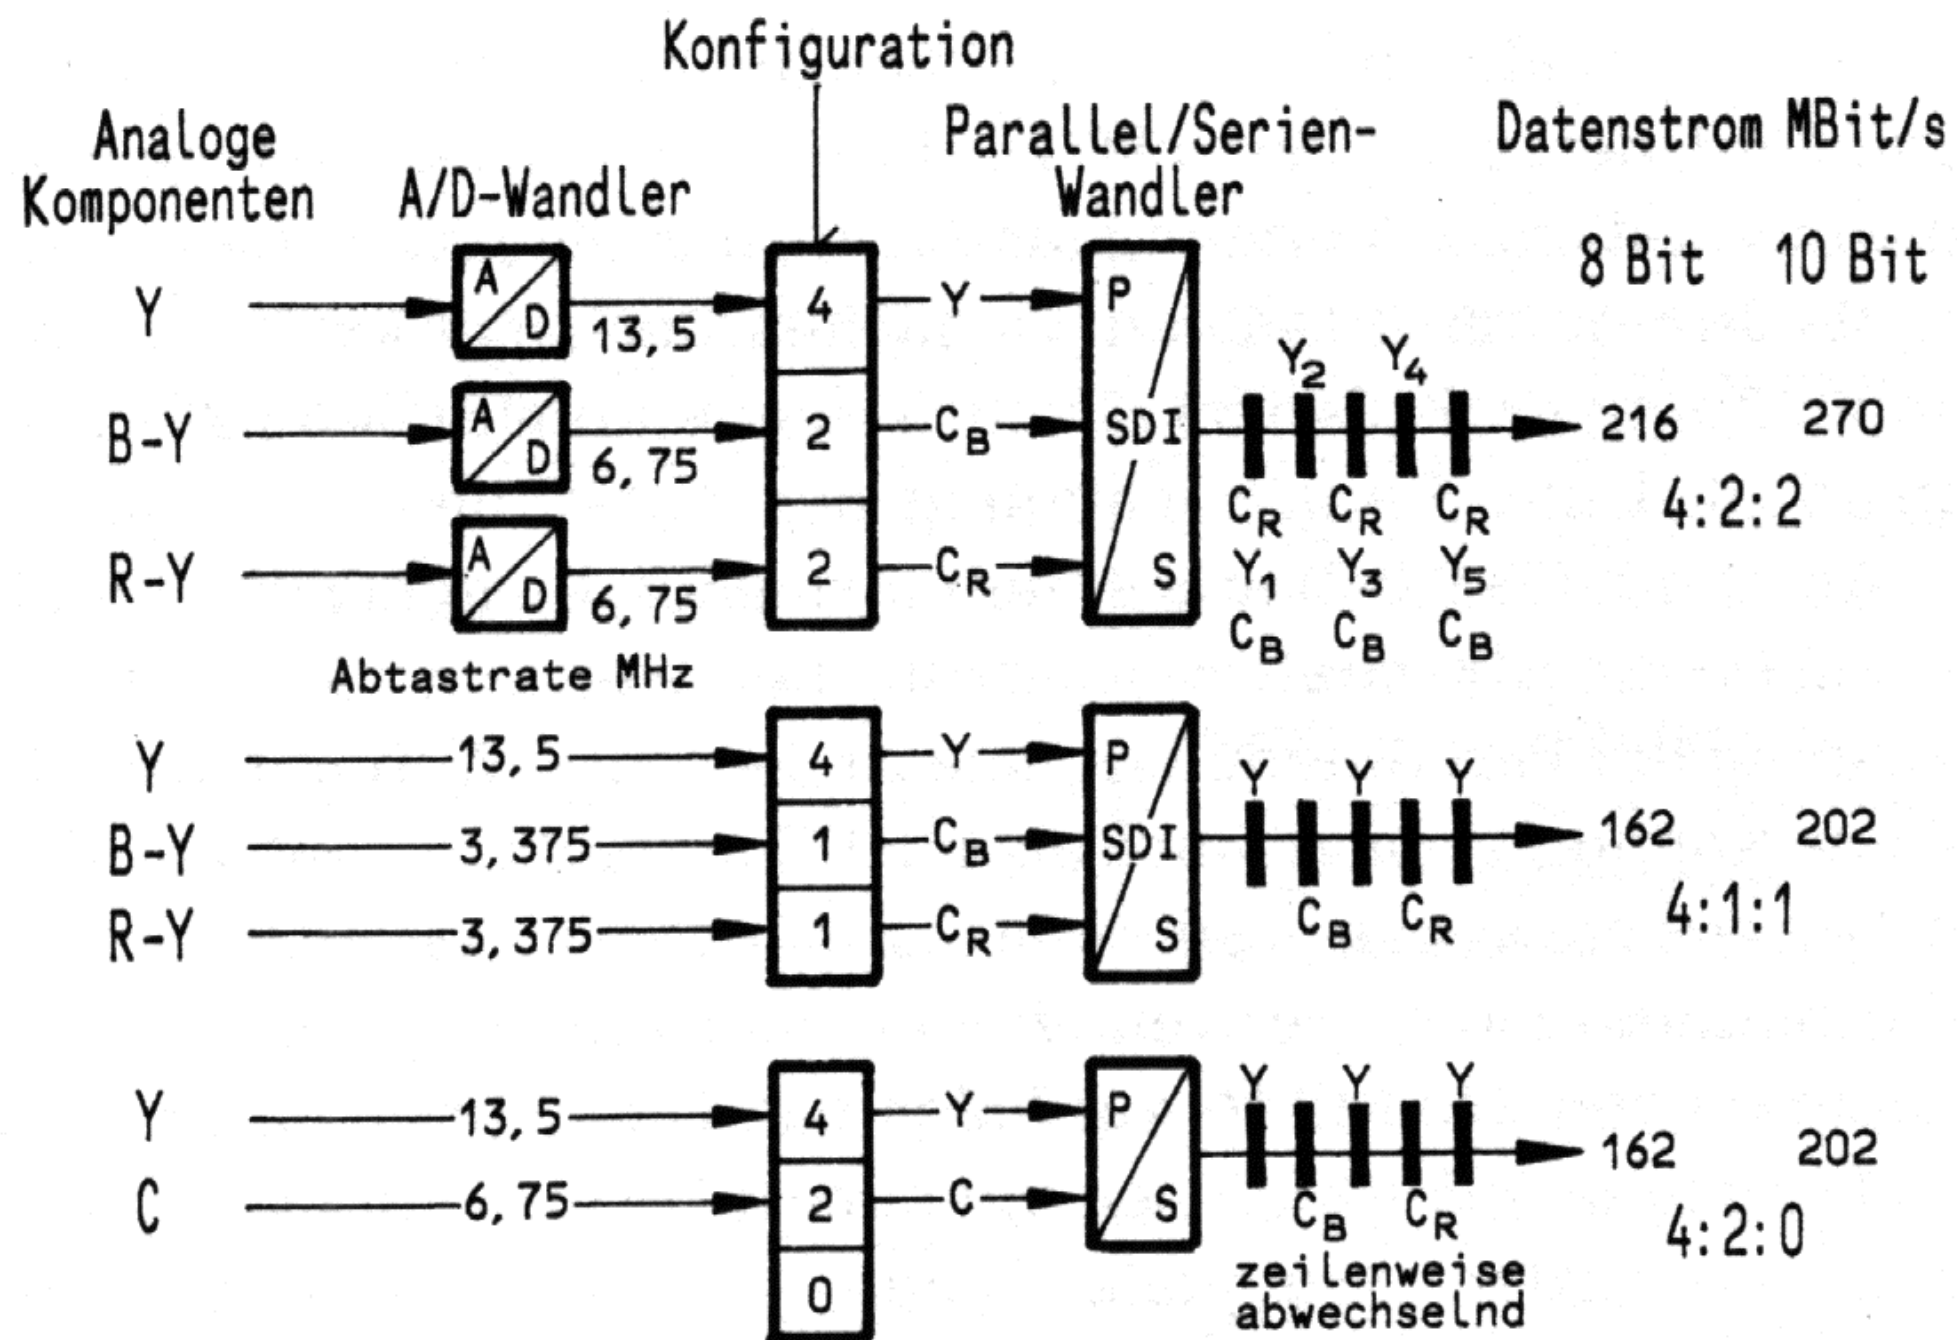 Konfiguration
Analoge
Komponenten
A/D-Wandler
Parallel/Serien-
Wandler
Datenstrom MBit/s
8 Bit 10 Bit
Y A D 13,5 4 Y P
Y2 Y4
B-Y A D 6,75 2 CB SDI 216 270
CR CR CR 4:2:2
R-Y A D 6,75 2 CR S Y1 Y3 Y5
CB CB CB
Abtastrate MHz
Y 13,5 4 Y P Y Y Y
B-Y 3,375 1 CB SDI 162 202
R-Y 3,375 1 CR S CB CR 4:1:1
Y 13,5 4 Y P Y Y Y
162 202
C 6,75 2 C S CB CR 4:2:0
0 zeilenweise
abwechselnd